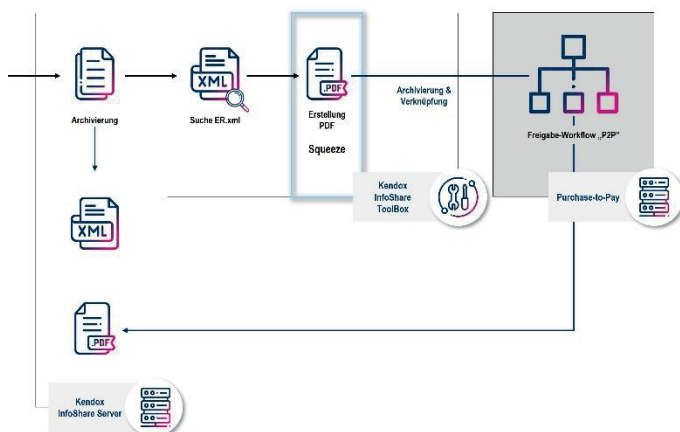 XML
.PDF
Archivierung
Suche ER.xml
Erstellung
PDF
Squeeze
Archivierung &
Verknüpfung
Freigabe-Workflow „P2P"
Kendox
InfoShare
ToolBox
Purchase-to-Pay
XML
.PDF
Kendox
InfoShare Server